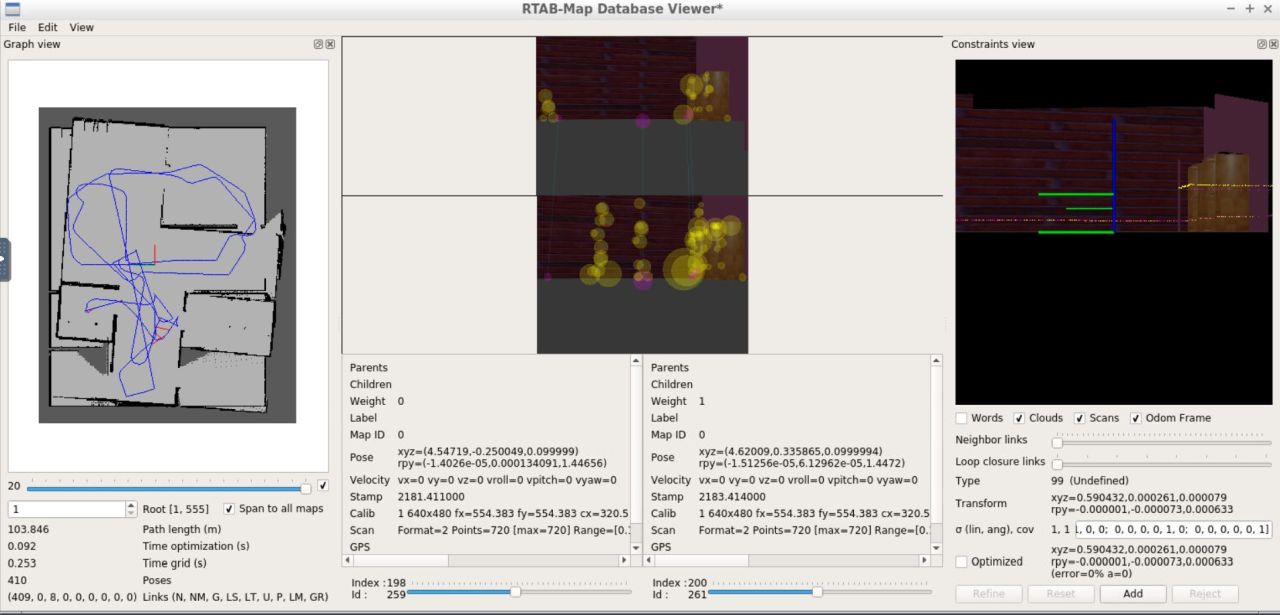 RTAB-Map Database Viewer*
File Edit View
Graph view
20
1 Root [1, 555] Span to all maps
103.846 Path length (m)
0.092 Time optimization (s)
0.253 Time grid (s)
410 Poses
(409, 0, 8, 0, 0, 0, 0, 0, 0) Links (N, NM, G, LS, LT, U, P, LM, GR)
Parents
Children
Weight 0
Label
Map ID 0
Pose xyz=(4.54719,-0.250049,0.099999)
rpy=(-1.4026e-05,0.000134091,1.44656)
Velocity vx=0 vy=0 vz=0 vroll=0 vpitch=0 vyaw=0
Stamp 2181.411000
Calib 1 640x480 fx=554.383 fy=554.383 cx=320.5
Scan Format=2 Points=720 [max=720] Range=[0.
GPS
Index :198
Id : 259
Parents
Children
Weight 1
Label
Map ID 0
Pose xyz=(4.62009,0.335865,0.0999994)
rpy=(-1.51256e-05,6.12962e-05,1.4472)
Velocity vx=0 vy=0 vz=0 vroll=0 vpitch=0 vyaw=0
Stamp 2183.414000
Calib 1 640x480 fx=554.383 fy=554.383 cx=320.5
Scan Format=2 Points=720 [max=720] Range=[0.
GPS
Index :200
Id : 261
Constraints view
Words Clouds Scans Odom Frame
Neighbor links
Loop closure links
Type 99 (Undefined)
Transform xyz=0.590432,0.000261,0.000079
rpy=-0.000001,-0.000073,0.000633
σ (lin, ang), cov 1, 1 , 0, 0; 0, 0, 0, 0, 1, 0; 0, 0, 0, 0, 0, 1]
Optimized xyz=0.590432,0.000261,0.000079
rpy=-0.000001,-0.000073,0.000633
(error=0% a=0)
Refine Reset Add Reject